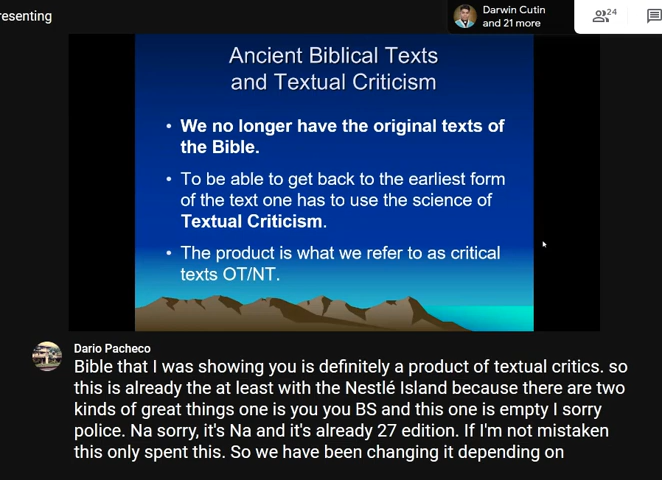 resenting
Darwin Cutin
and 21 more
24
Ancient Biblical Texts
and Textual Criticism
• We no longer have the original texts of
the Bible.
• To be able to get back to the earliest form
of the text one has to use the science of
Textual Criticism.
• The product is what we refer to as critical
texts OT/NT.
Dario Pacheco
Bible that I was showing you is definitely a product of textual critics. so
this is already the at least with the Nestlé Island because there are two
kinds of great things one is you you BS and this one is empty I sorry
police. Na sorry, it's Na and it's already 27 edition. If I'm not mistaken
this only spent this. So we have been changing it depending on